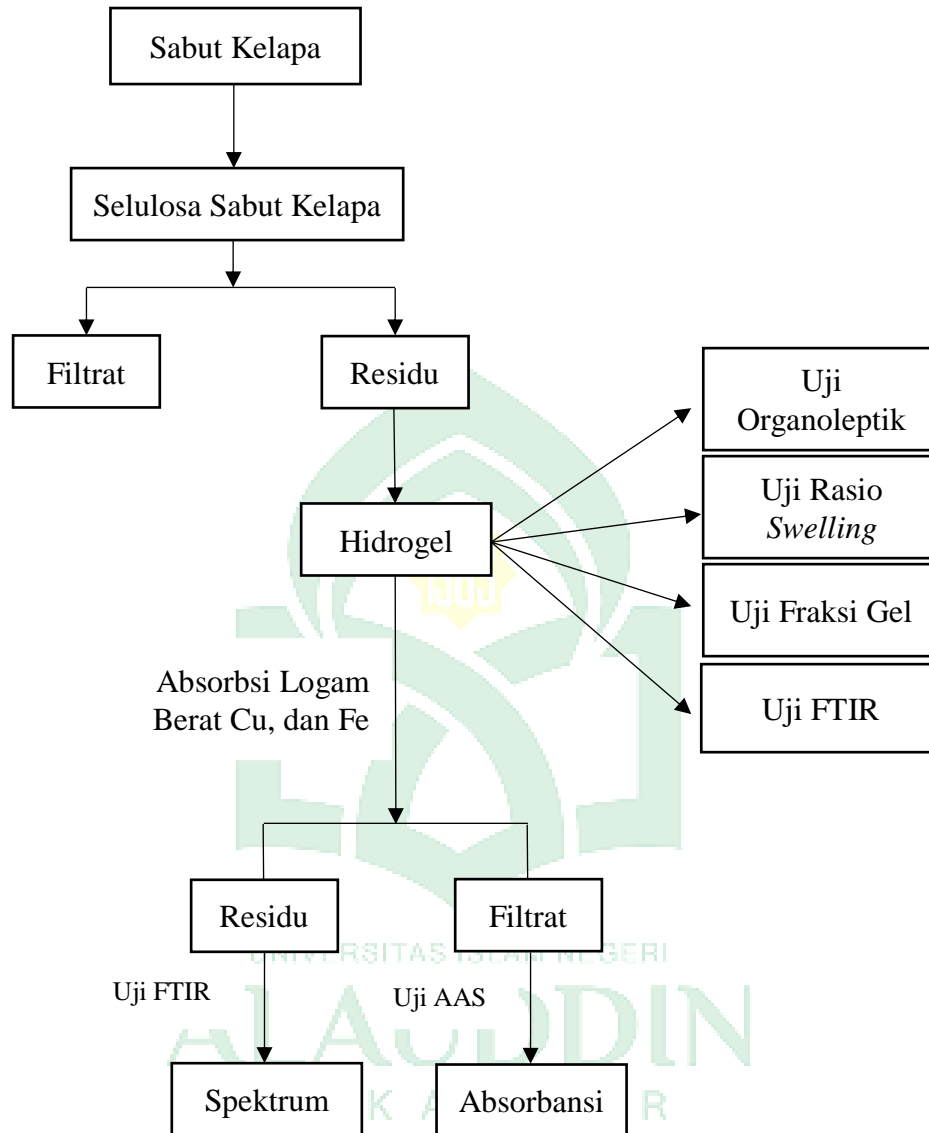 Sabut Kelapa
Selulosa Sabut Kelapa
Filtrat
Residu
Uji
Organoleptik
Uji Rasio
Swelling
Hidrogel
Uji Fraksi Gel
Uji FTIR
Absorbsi Logam
Berat Cu, dan Fe
Residu
Filtrat
UNIVERSITAS ISLAM NEGERI
Uji FTIR
Uji AAS
ALAUDDIN
Spektrum
Absorbansi